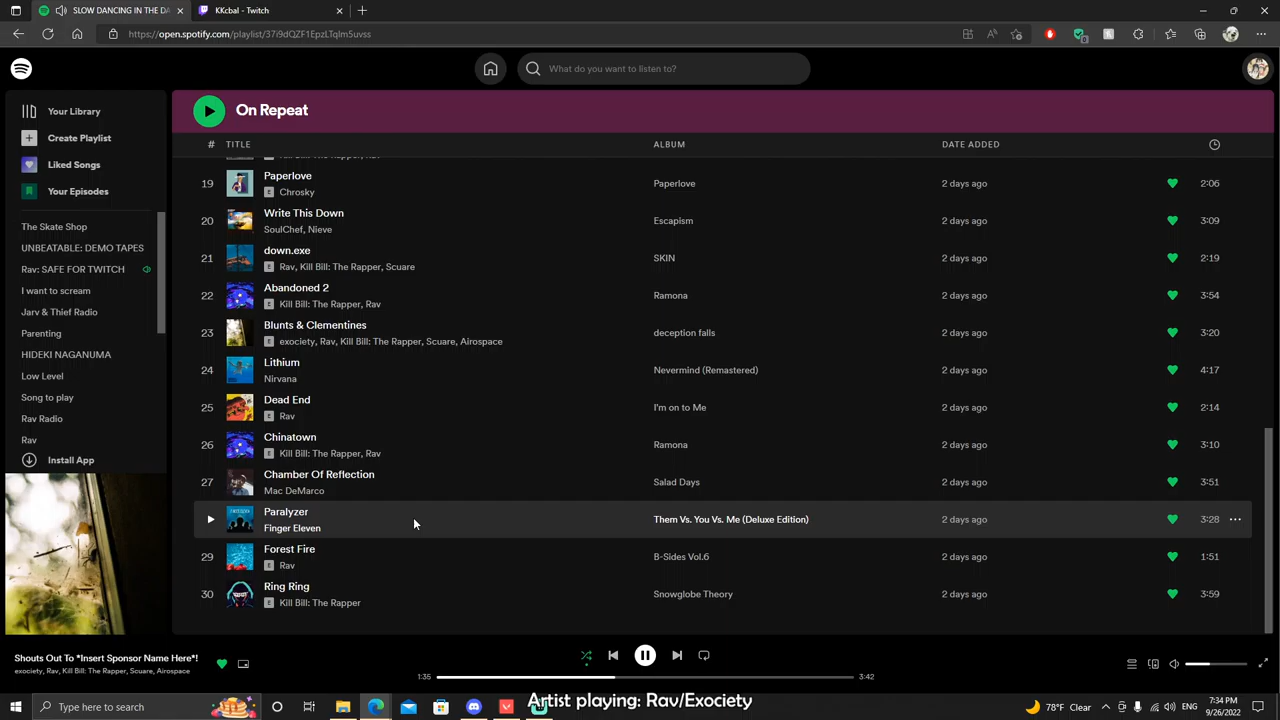 SLOW DANCING IN THE DA
KKcbal - Twitch
https://open.spotify.com/playlist/37i9dQZF1EpzLTqIm5uvss
What do you want to listen to?
Your Library
Create Playlist
Liked Songs
Your Episodes
The Skate Shop
UNBEATABLE: DEMO TAPES
Rav: SAFE FOR TWITCH
I want to scream
Jarv & Thief Radio
Parenting
HIDEKI NAGANUMA
Low Level
Song to play
Rav Radio
Rav
Install App
On Repeat
# TITLE ALBUM DATE ADDED
19 Paperlove Paperlove 2 days ago 2:06
E Chrosky
20 Write This Down Escapism 2 days ago 3:09
SoulChef, Nieve
21 down.exe SKIN 2 days ago 2:19
E Rav, Kill Bill: The Rapper, Scuare
22 Abandoned 2 Ramona 2 days ago 3:54
E Kill Bill: The Rapper, Rav
23 Blunts & Clementines deception falls 2 days ago 3:20
E exociety, Rav, Kill Bill: The Rapper, Scuare, Airospace
24 Lithium Nevermind (Remastered) 2 days ago 4:17
Nirvana
25 Dead End I'm on to Me 2 days ago 2:14
E Rav
26 Chinatown Ramona 2 days ago 3:10
E Kill Bill: The Rapper, Rav
27 Chamber Of Reflection Salad Days 2 days ago 3:51
Mac DeMarco
Paralyzer Them Vs. You Vs. Me (Deluxe Edition) 2 days ago 3:28
Finger Eleven
29 Forest Fire B-Sides Vol.6 2 days ago 1:51
E Rav
30 Ring Ring Snowglobe Theory 2 days ago 3:59
E Kill Bill: The Rapper
Shouts Out To *Insert Sponsor Name Here*!
exociety, Rav, Kill Bill: The Rapper, Scuare, Airospace
1:35 3:42
Artist playing: Rav/Exociety
Type here to search
78°F Clear
ENG
7:34 PM
9/26/2022